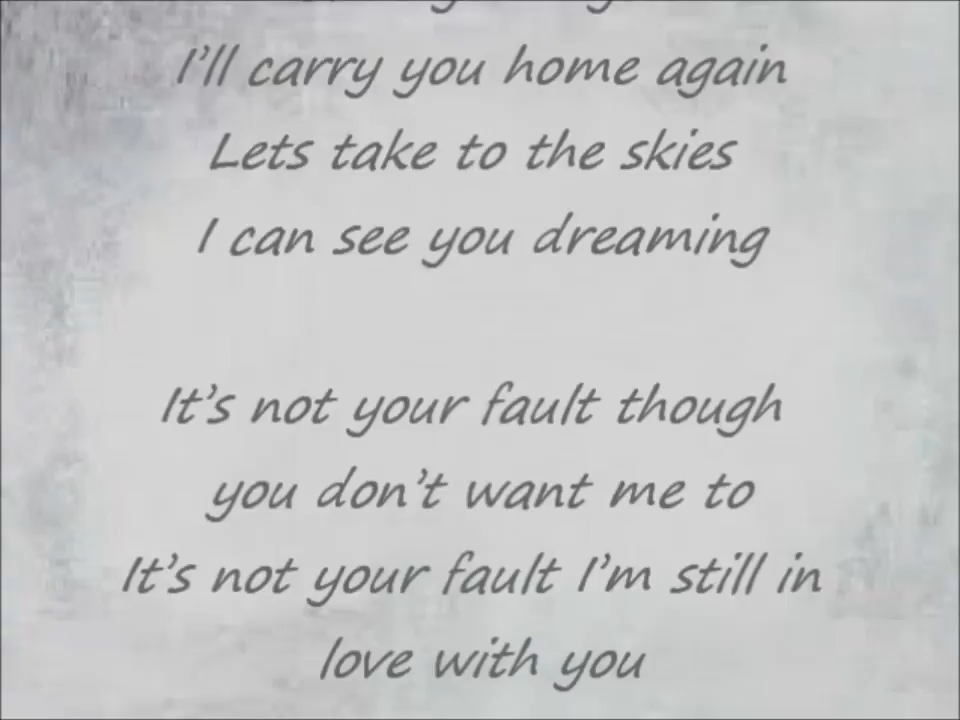 I'll carry you home again
Lets take to the skies
I can see you dreaming
It's not your fault though
you don't want me to
It's not your fault I'm still in
love with you